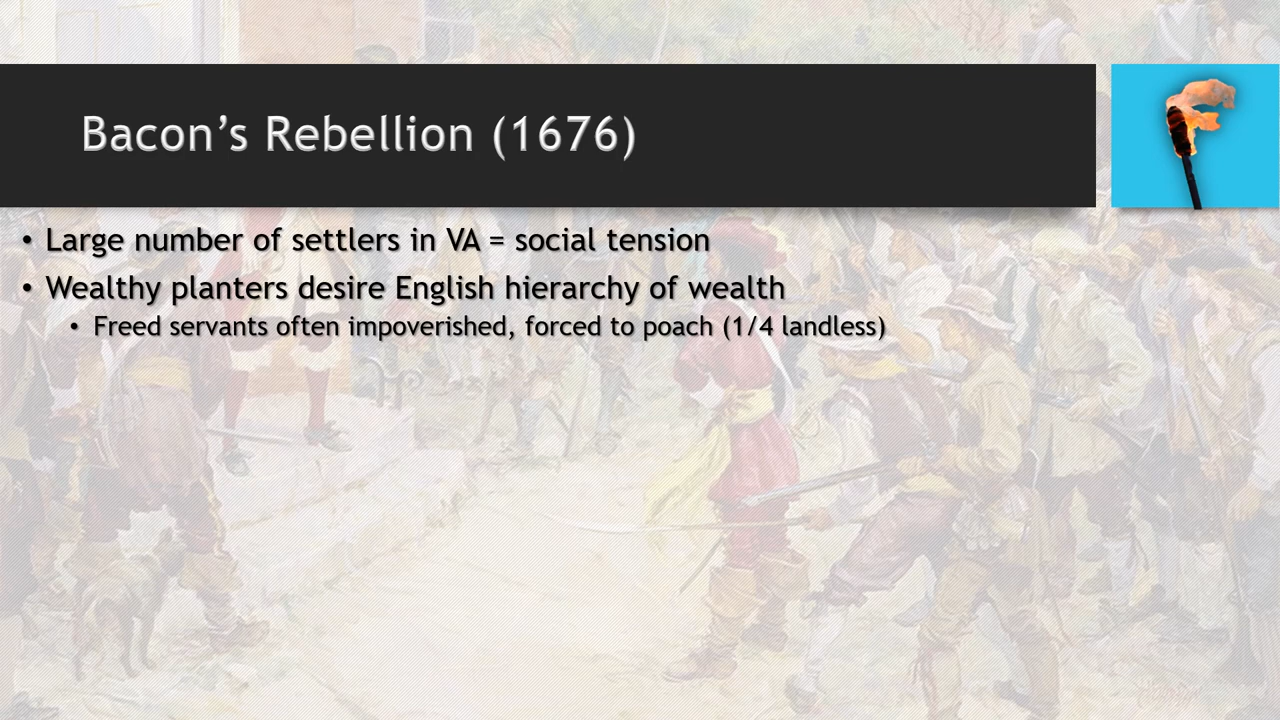 Bacon’s Rebellion (1676)
• Large number of settlers in VA = social tension
• Wealthy planters desire English hierarchy of wealth
• Freed servants often impoverished, forced to poach (1/4 landless)